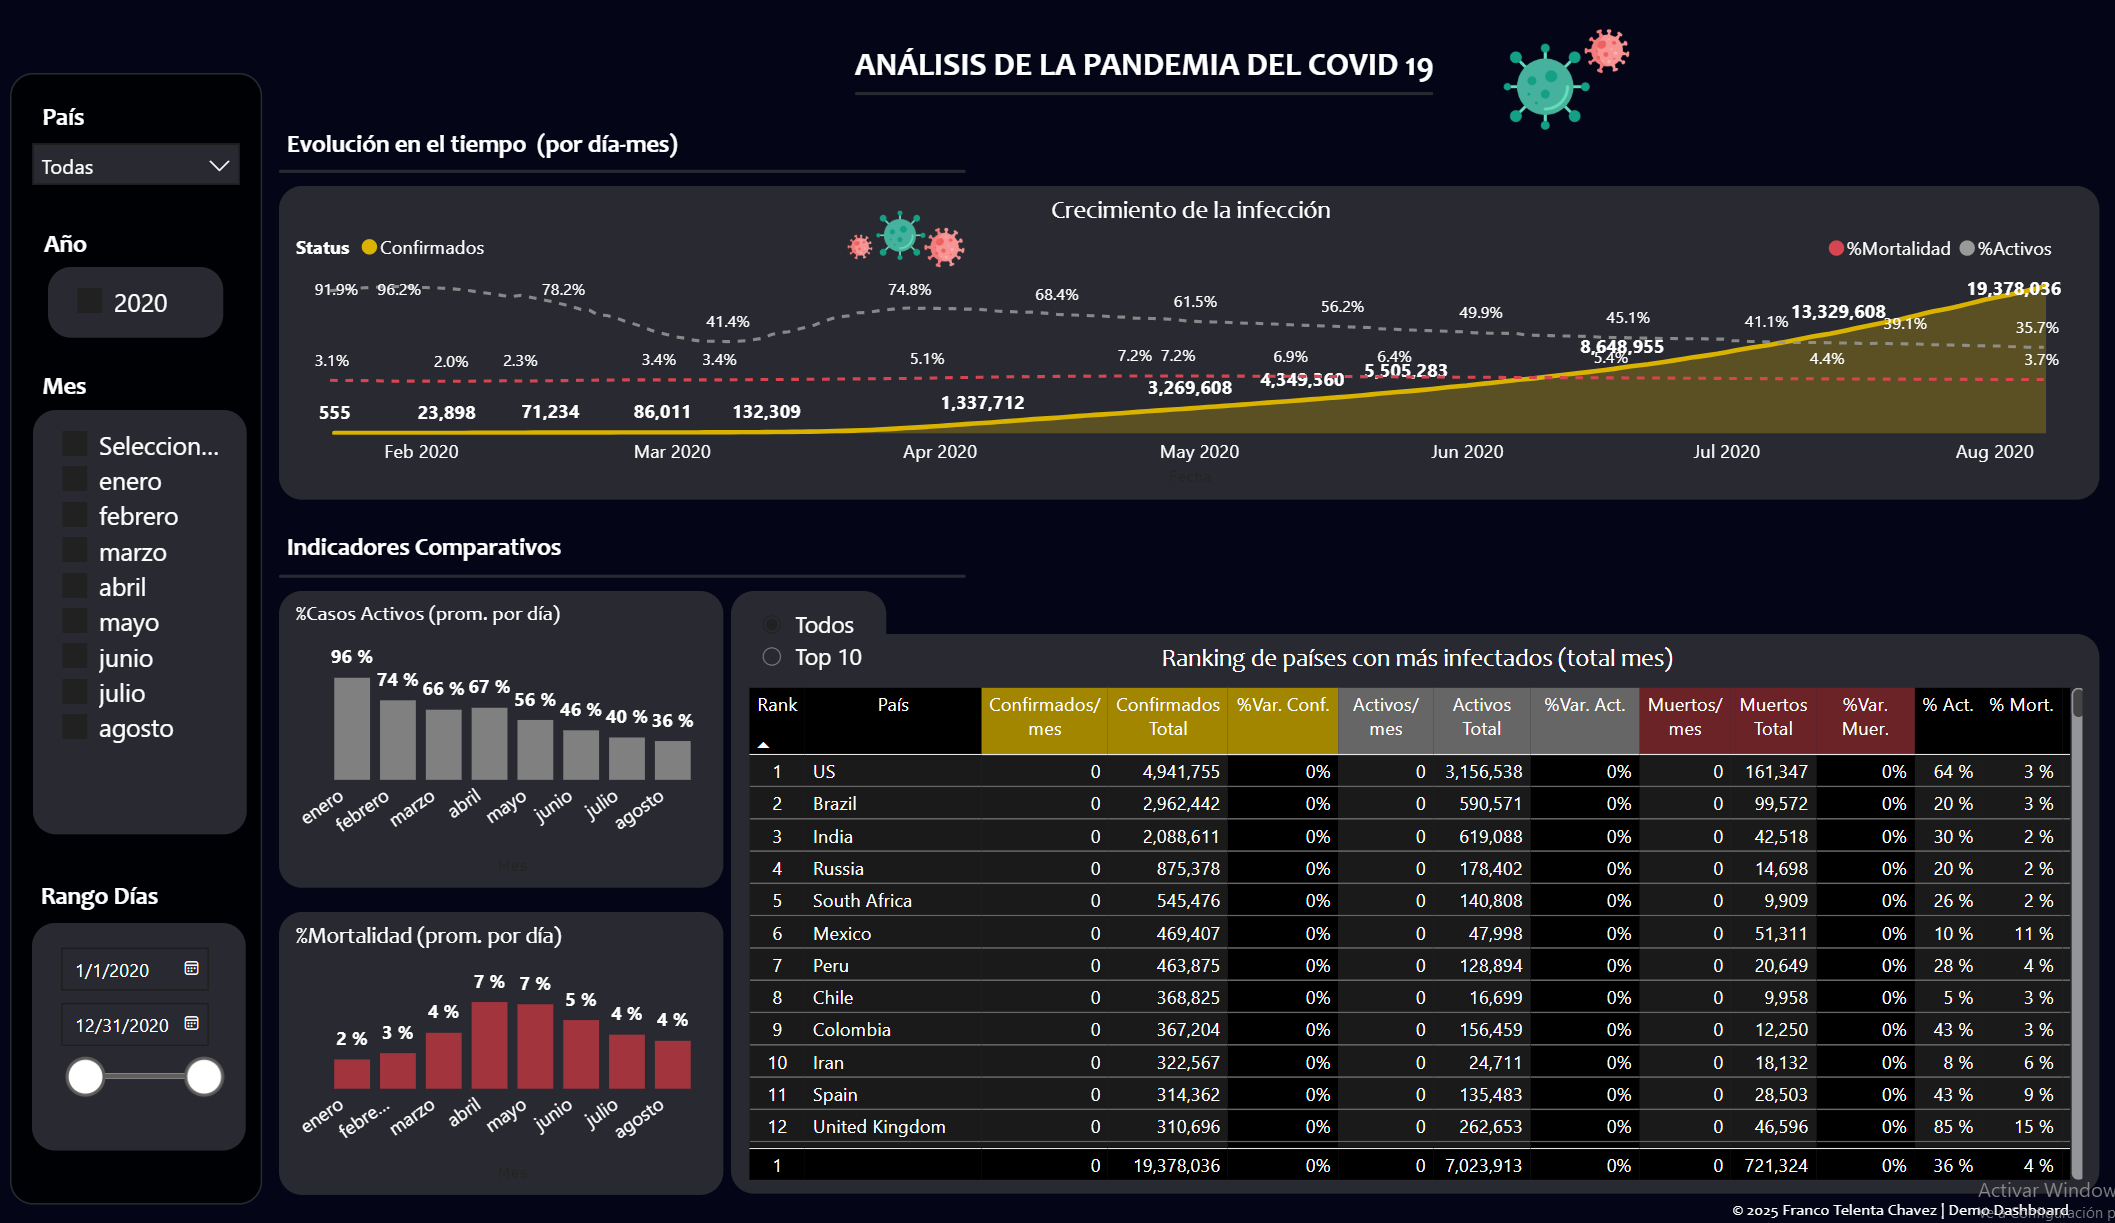 ANÁLISIS DE LA PANDEMIA DEL COVID 19
País
Todas
Año
2020
Mes
Seleccion...
enero
febrero
marzo
abril
mayo
junio
julio
agosto
Rango Días
1/1/2020
12/31/2020
Evolución en el tiempo (por día-mes)
Crecimiento de la infección
Status Confirmados
%Mortalidad %Activos
91.9% 96.2% 78.2% 41.4% 74.8% 68.4% 61.5% 56.2% 49.9% 45.1% 41.1% 39.1% 35.7%
3.1% 2.0% 2.3% 3.4% 3.4% 5.1% 7.2% 7.2% 6.9% 6.4% 5.4% 4.4% 3.7%
555 23,898 71,234 86,011 132,309 1,337,712 3,269,608 4,349,560 5,505,283 8,648,955 13,329,608 19,378,036
Feb 2020 Mar 2020 Apr 2020 May 2020 Jun 2020 Jul 2020 Aug 2020
Fecha
Indicadores Comparativos
%Casos Activos (prom. por día)
96 % 74 % 66 % 67 % 56 % 46 % 40 % 36 %
enero febrero marzo abril mayo junio julio agosto
Mes
%Mortalidad (prom. por día)
2 % 3 % 4 % 7 % 7 % 5 % 4 % 4 %
enero febre... marzo abril mayo junio julio agosto
Mes
Todos
Top 10
Ranking de países con más infectados (total mes)
Rank País Confirmados/mes Confirmados Total %Var. Conf. Activos/mes Activos Total %Var. Act. Muertos/mes Muertos Total %Var. Muer. % Act. % Mort.
1 US 0 4,941,755 0% 0 3,156,538 0% 0 161,347 0% 64 % 3 %
2 Brazil 0 2,962,442 0% 0 590,571 0% 0 99,572 0% 20 % 3 %
3 India 0 2,088,611 0% 0 619,088 0% 0 42,518 0% 30 % 2 %
4 Russia 0 875,378 0% 0 178,402 0% 0 14,698 0% 20 % 2 %
5 South Africa 0 545,476 0% 0 140,808 0% 0 9,909 0% 26 % 2 %
6 Mexico 0 469,407 0% 0 47,998 0% 0 51,311 0% 10 % 11 %
7 Peru 0 463,875 0% 0 128,894 0% 0 20,649 0% 28 % 4 %
8 Chile 0 368,825 0% 0 16,699 0% 0 9,958 0% 5 % 3 %
9 Colombia 0 367,204 0% 0 156,459 0% 0 12,250 0% 43 % 3 %
10 Iran 0 322,567 0% 0 24,711 0% 0 18,132 0% 8 % 6 %
11 Spain 0 314,362 0% 0 135,483 0% 0 28,503 0% 43 % 9 %
12 United Kingdom 0 310,696 0% 0 262,653 0% 0 46,596 0% 85 % 15 %
1 0 19,378,036 0% 0 7,023,913 0% 0 721,324 0% 36 % 4 %
Activar Window
© 2025 Franco Telenta Chavez | Demo Dashboard